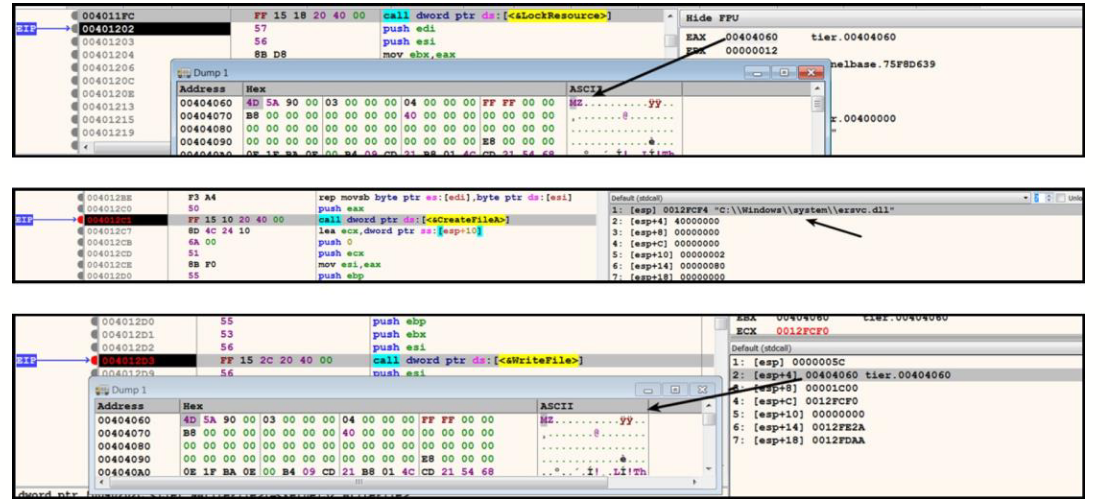 004011FC FF 15 18 20 40 00 call dword ptr ds:[<&LockResource>] Hide FPU
EIP 00401202 57 push edi
00401203 56 push esi EAX 00404060 tier.00404060
00401204 8B D8 mov ebx,eax EBX 00000012
00401206 nelbase.75F8D639
0040120C Dump 1
0040120E Address Hex ASCII
00401213 00404060 4D 5A 90 00 03 00 00 00 04 00 00 00 FF FF 00 00 MZ..........ÿÿ..
00401215 00404070 B8 00 00 00 00 00 00 00 40 00 00 00 00 00 00 00 ¸.......@....... r.00400000
00401219 00404080 00 00 00 00 00 00 00 00 00 00 00 00 00 00 00 00 ................
00404090 00 00 00 00 00 00 00 00 00 00 00 00 E8 00 00 00 ............è...
004040A0 0E 1F BA 0E 00 B4 09 CD 21 B8 01 4C CD 21 54 68
004012BE F3 A4 rep movsb byte ptr es:[edi],byte ptr ds:[esi] Default (stdcall)
50 push eax 1: [esp] 0012FCF4 "C:\\Windows\\system\\ersvc.dll"
EIP 004012C1 FF 15 10 20 40 00 call dword ptr ds:[<&CreateFileA>] 2: [esp+4] 40000000
004012C7 8D 4C 24 10 lea ecx,dword ptr ss:[esp+10] 3: [esp+8] 00000000
004012CB 6A 00 push 0 4: [esp+C] 00000000
004012CD 51 push ecx 5: [esp+10] 00000002
004012CE 8B F0 mov esi,eax 6: [esp+14] 00000080
004012D0 55 push ebp 7: [esp+18] 00000000
004012D0 55 push ebp EBX 00404060 tier.00404060
004012D1 53 push ebx ECX 0012FCF0
004012D2 56 push esi Default (stdcall)
EIP 004012D3 FF 15 2C 20 40 00 call dword ptr ds:[<&WriteFile>] 1: [esp] 0000005C
004012D9 56 push esi 2: [esp+4] 00404060 tier.00404060
Dump 1 [esp+8] 00001C00
Address Hex ASCII 4: [esp+C] 0012FCF0
00404060 4D 5A 90 00 03 00 00 00 04 00 00 00 FF FF 00 00 MZ..........ÿÿ.. 5: [esp+10] 00000000
00404070 B8 00 00 00 00 00 00 00 40 00 00 00 00 00 00 00 ¸.......@....... 6: [esp+14] 0012FE2A
00404080 00 00 00 00 00 00 00 00 00 00 00 00 00 00 00 00 ................ 7: [esp+18] 0012FDAA
00404090 00 00 00 00 00 00 00 00 00 00 00 00 E8 00 00 00 ............è...
004040A0 0E 1F BA 0E 00 B4 09 CD 21 B8 01 4C CD 21 54 68 ..º..´.Í!¸.LÍ!Th